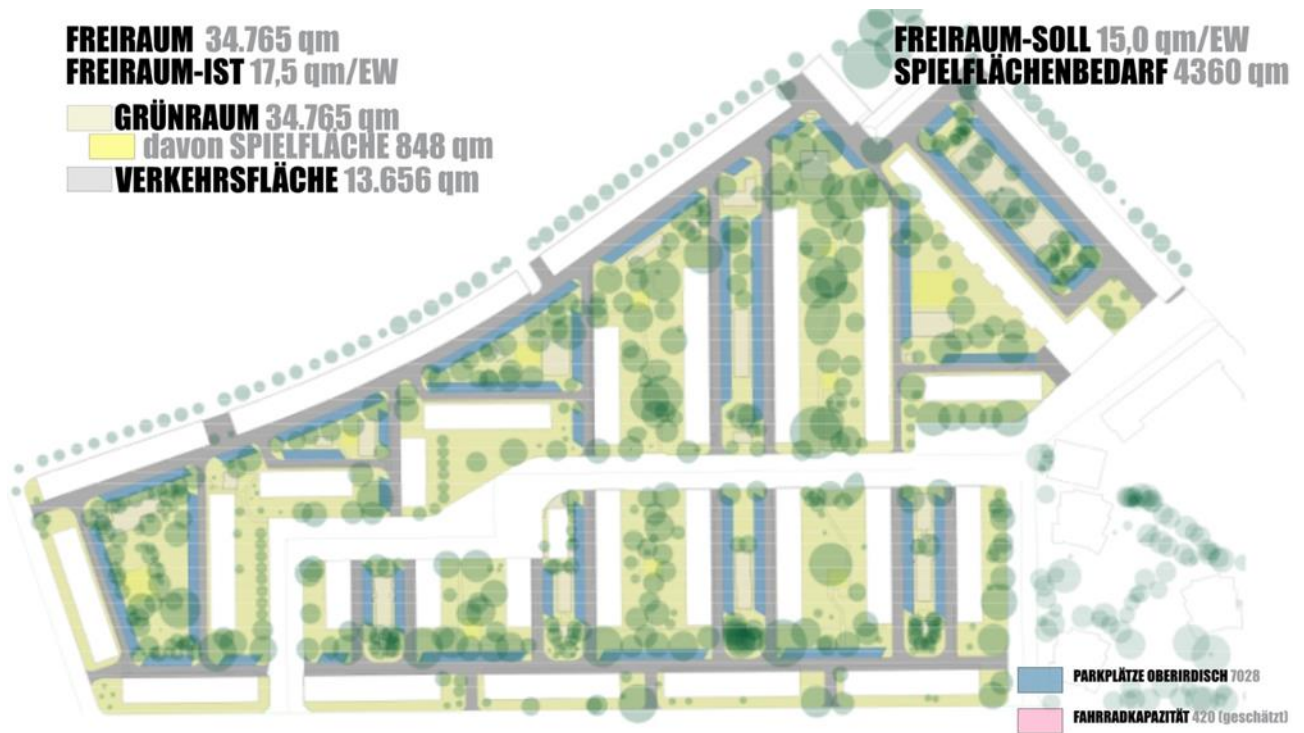 FREIRAUM 34.765 qm
FREIRAUM-IST 17,5 qm/EW
GRÜNRAUM 34.765 qm
davon SPIELFLÄCHE 848 qm
VERKEHRSFLÄCHE 13.656 qm
FREIRAUM-SOLL 15,0 qm/EW
SPIELFLÄCHENBEDARF 4360 qm
PARKPLÄTZE OBERIRDISCH 7028
FAHRRADKAPAZITÄT 420 (geschätzt)